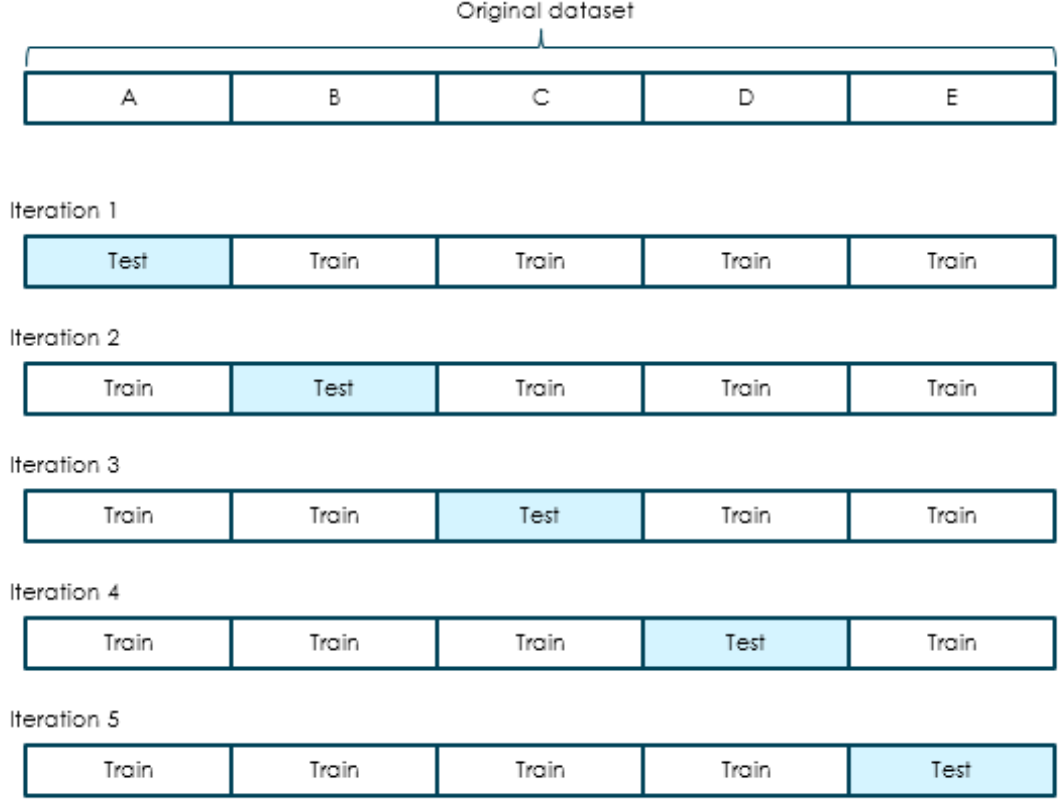 Original dataset
A B C D E
Iteration 1
Test Train Train Train Train
Iteration 2
Train Test Train Train Train
Iteration 3
Train Train Test Train Train
Iteration 4
Train Train Train Test Train
Iteration 5
Train Train Train Train Test